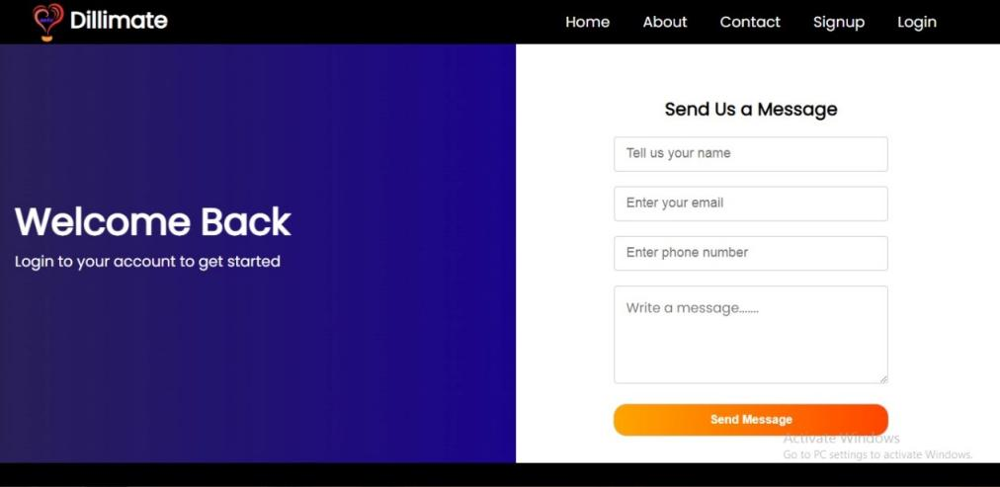 Dillimate
Home About Contact Signup Login
Welcome Back
Login to your account to get started
Send Us a Message
Tell us your name
Enter your email
Enter phone number
Write a message.......
Send Message
Activate Windows
Go to PC settings to activate Windows.